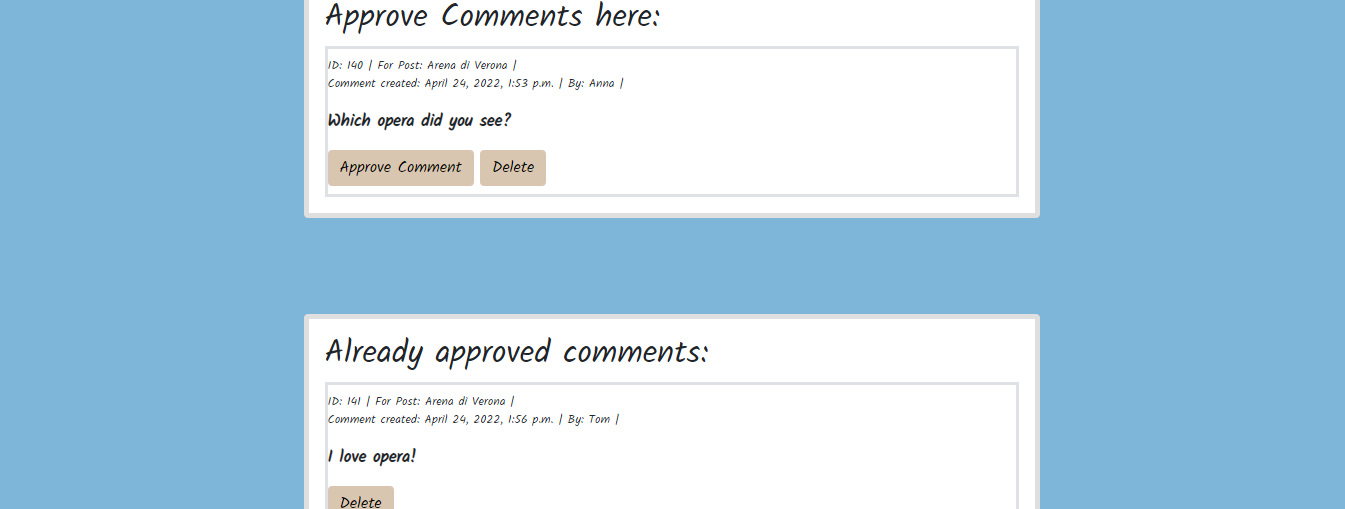 Approve Comments here:
ID: 140 | For Post: Arena di Verona |
Comment created: April 24, 2022, 1:53 p.m. | By: Anna |
Which opera did you see?
Approve Comment Delete
Already approved comments:
ID: 141 | For Post: Arena di Verona |
Comment created: April 24, 2022, 1:56 p.m. | By: Tom |
I love opera!
Delete